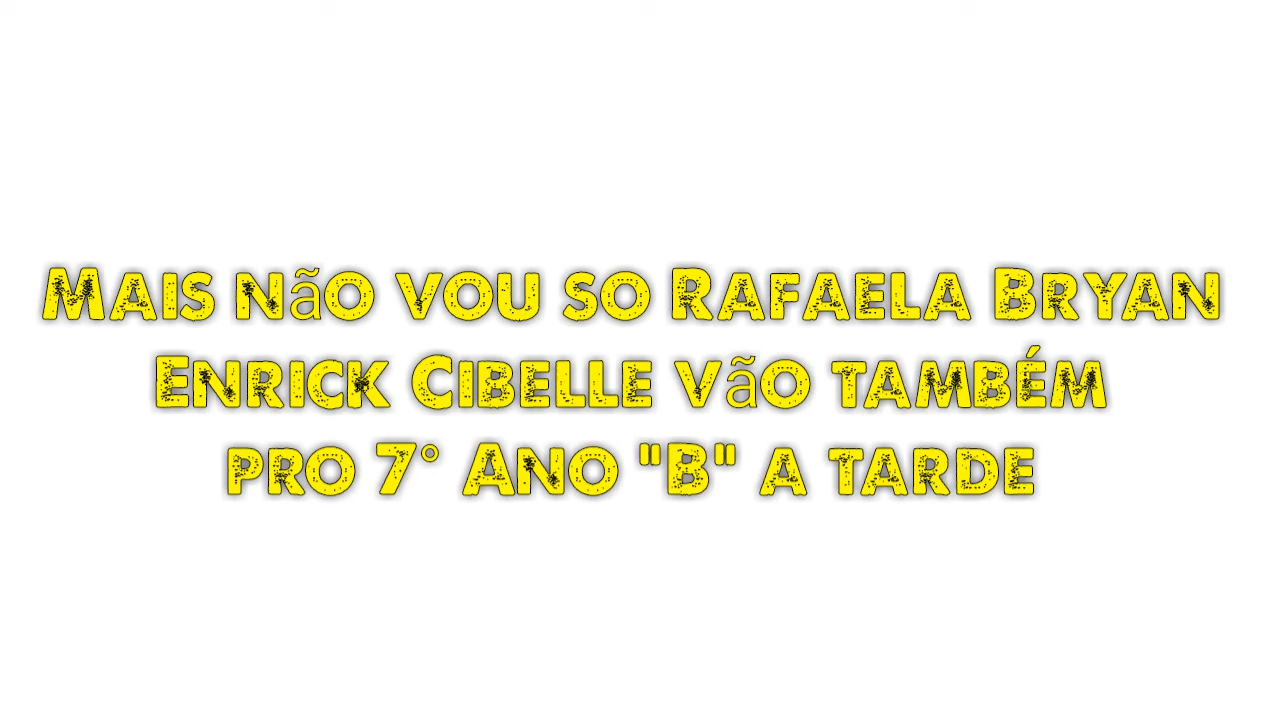 Mais não vou so Rafaela Bryan
Enrick Cibelle vão também
pro 7° Ano "B" a tarde